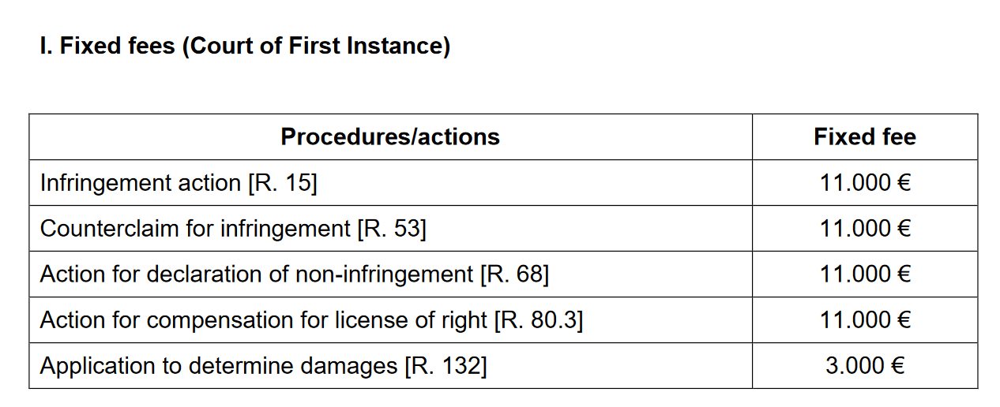 I. Fixed fees (Court of First Instance)
Procedures/actions Fixed fee
Infringement action [R. 15] 11.000 €
Counterclaim for infringement [R. 53] 11.000 €
Action for declaration of non-infringement [R. 68] 11.000 €
Action for compensation for license of right [R. 80.3] 11.000 €
Application to determine damages [R. 132] 3.000 €